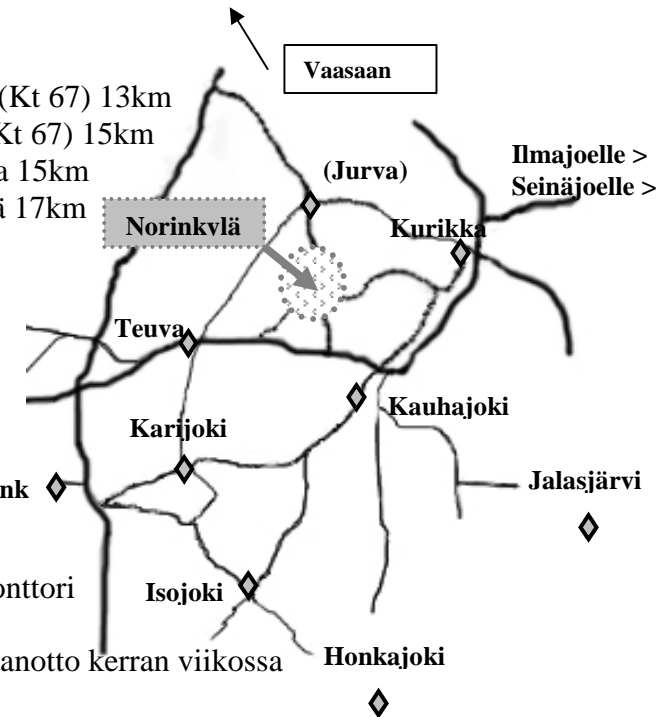 Vaasaan
(Kt 67) 13km
Kt 67) 15km
a 15km
ä 17km
Ilmajoelle >
Seinäjoelle >
(Jurva)
Norinkylä
Kurikka
Teuva
Kauhajoki
Karijoki
nk
Jalasjärvi
onttori
Isojoki
anotto kerran viikossa
Honkajoki